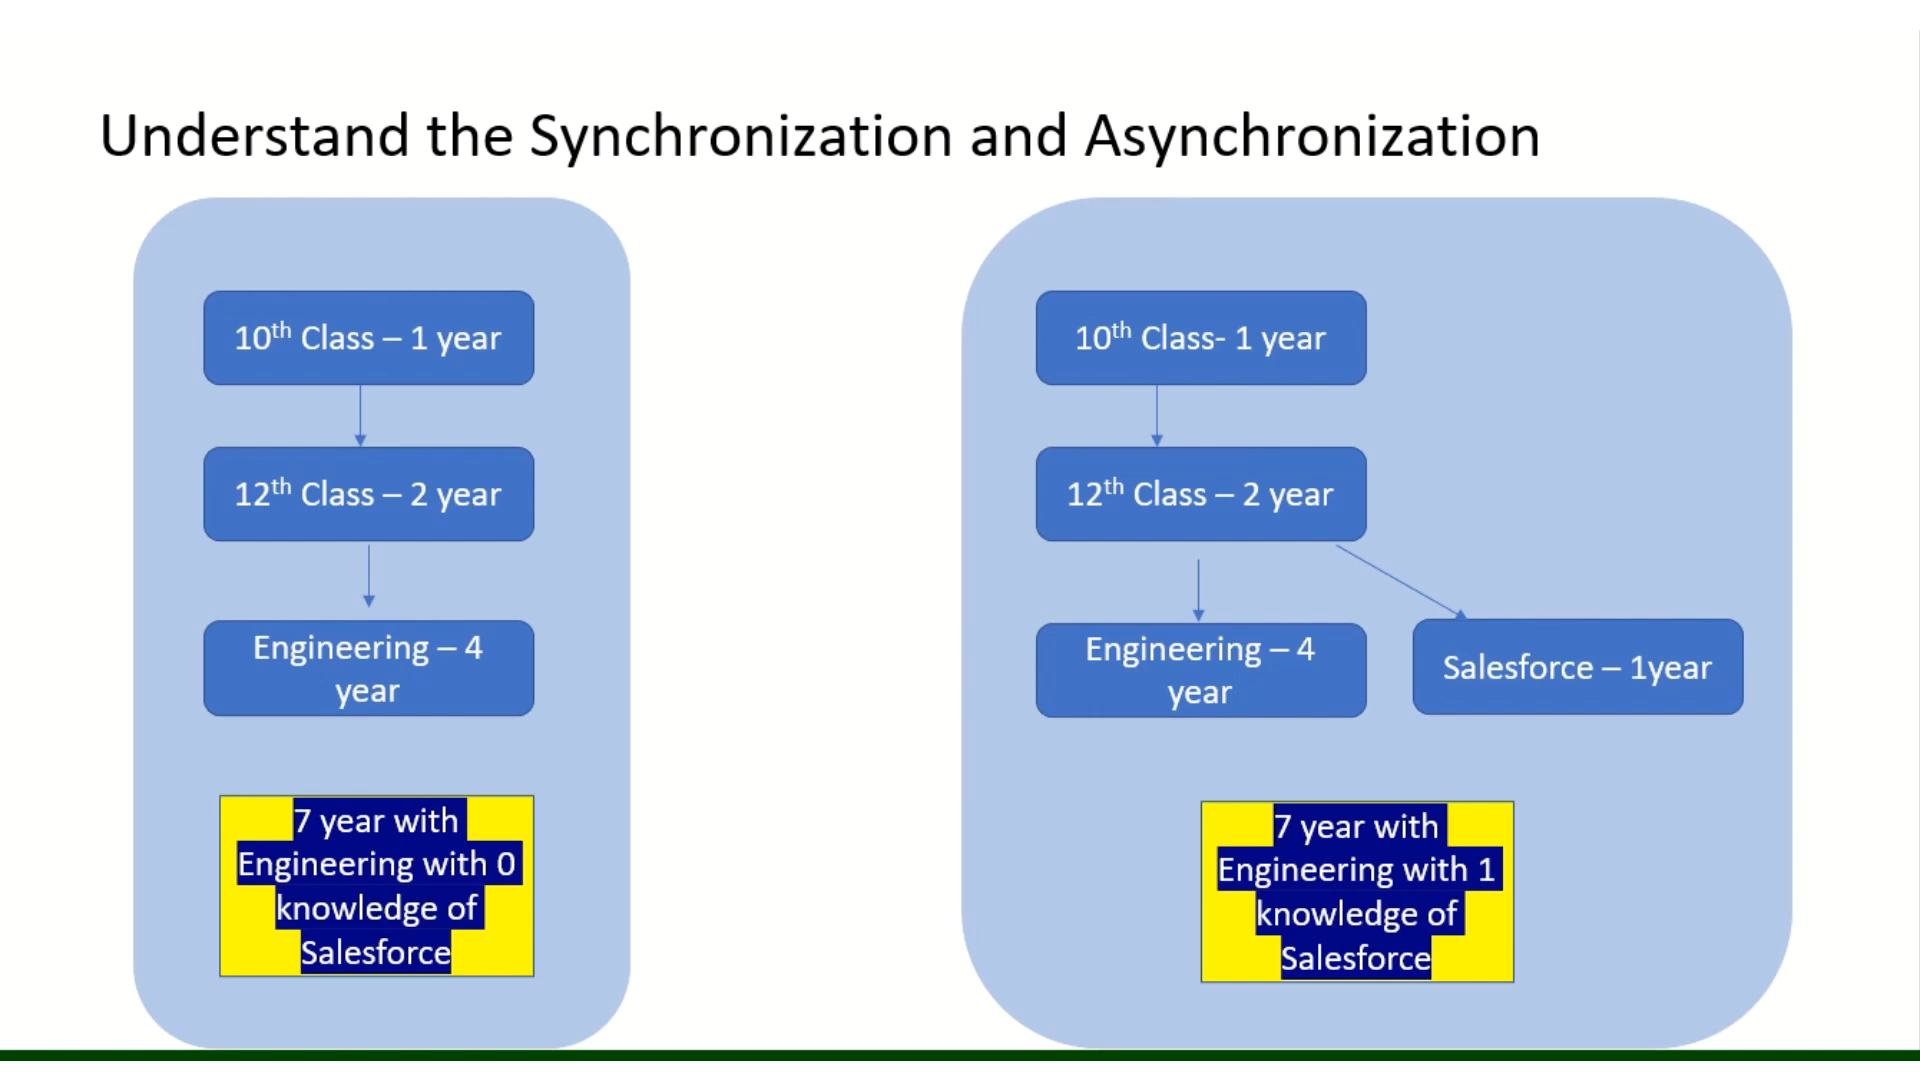 Understand the Synchronization and Asynchronization
10th Class – 1 year
12th Class – 2 year
Engineering – 4
year
7 year with
Engineering with 0
knowledge of
Salesforce
10th Class- 1 year
12th Class – 2 year
Engineering – 4
year
Salesforce – 1year
7 year with
Engineering with 1
knowledge of
Salesforce